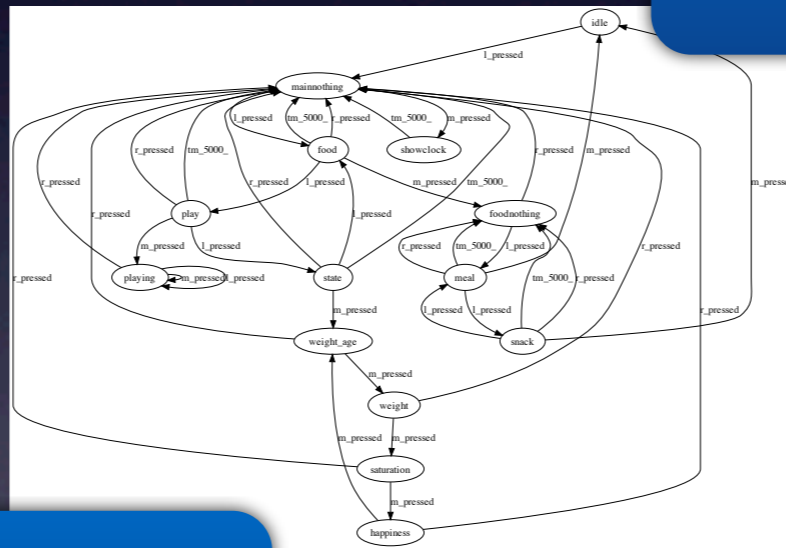 idle
l_pressed
mainnothing
l_pressed
tm_5000_
r_pressed
tm_5000_
m_pressed
food
showclock
r_pressed
tm_5000_
r_pressed
r_pressed
l_pressed
m_pressed
tm_5000_
r_pressed
m_pressed
m_press
play
foodnothing
r_pressed
l_pressed
m_pressed
l_pressed
r_pressed
tm_5000_
l_pressed
r_pressed
playing
m_pressed
l_pressed
state
meal
tm_5000_
r_pressed
r_pressed
m_pressed
l_pressed
l_pressed
r_pressed
weight_age
snack
m_pressed
weight
m_pressed
m_pressed
saturation
m_pressed
happiness